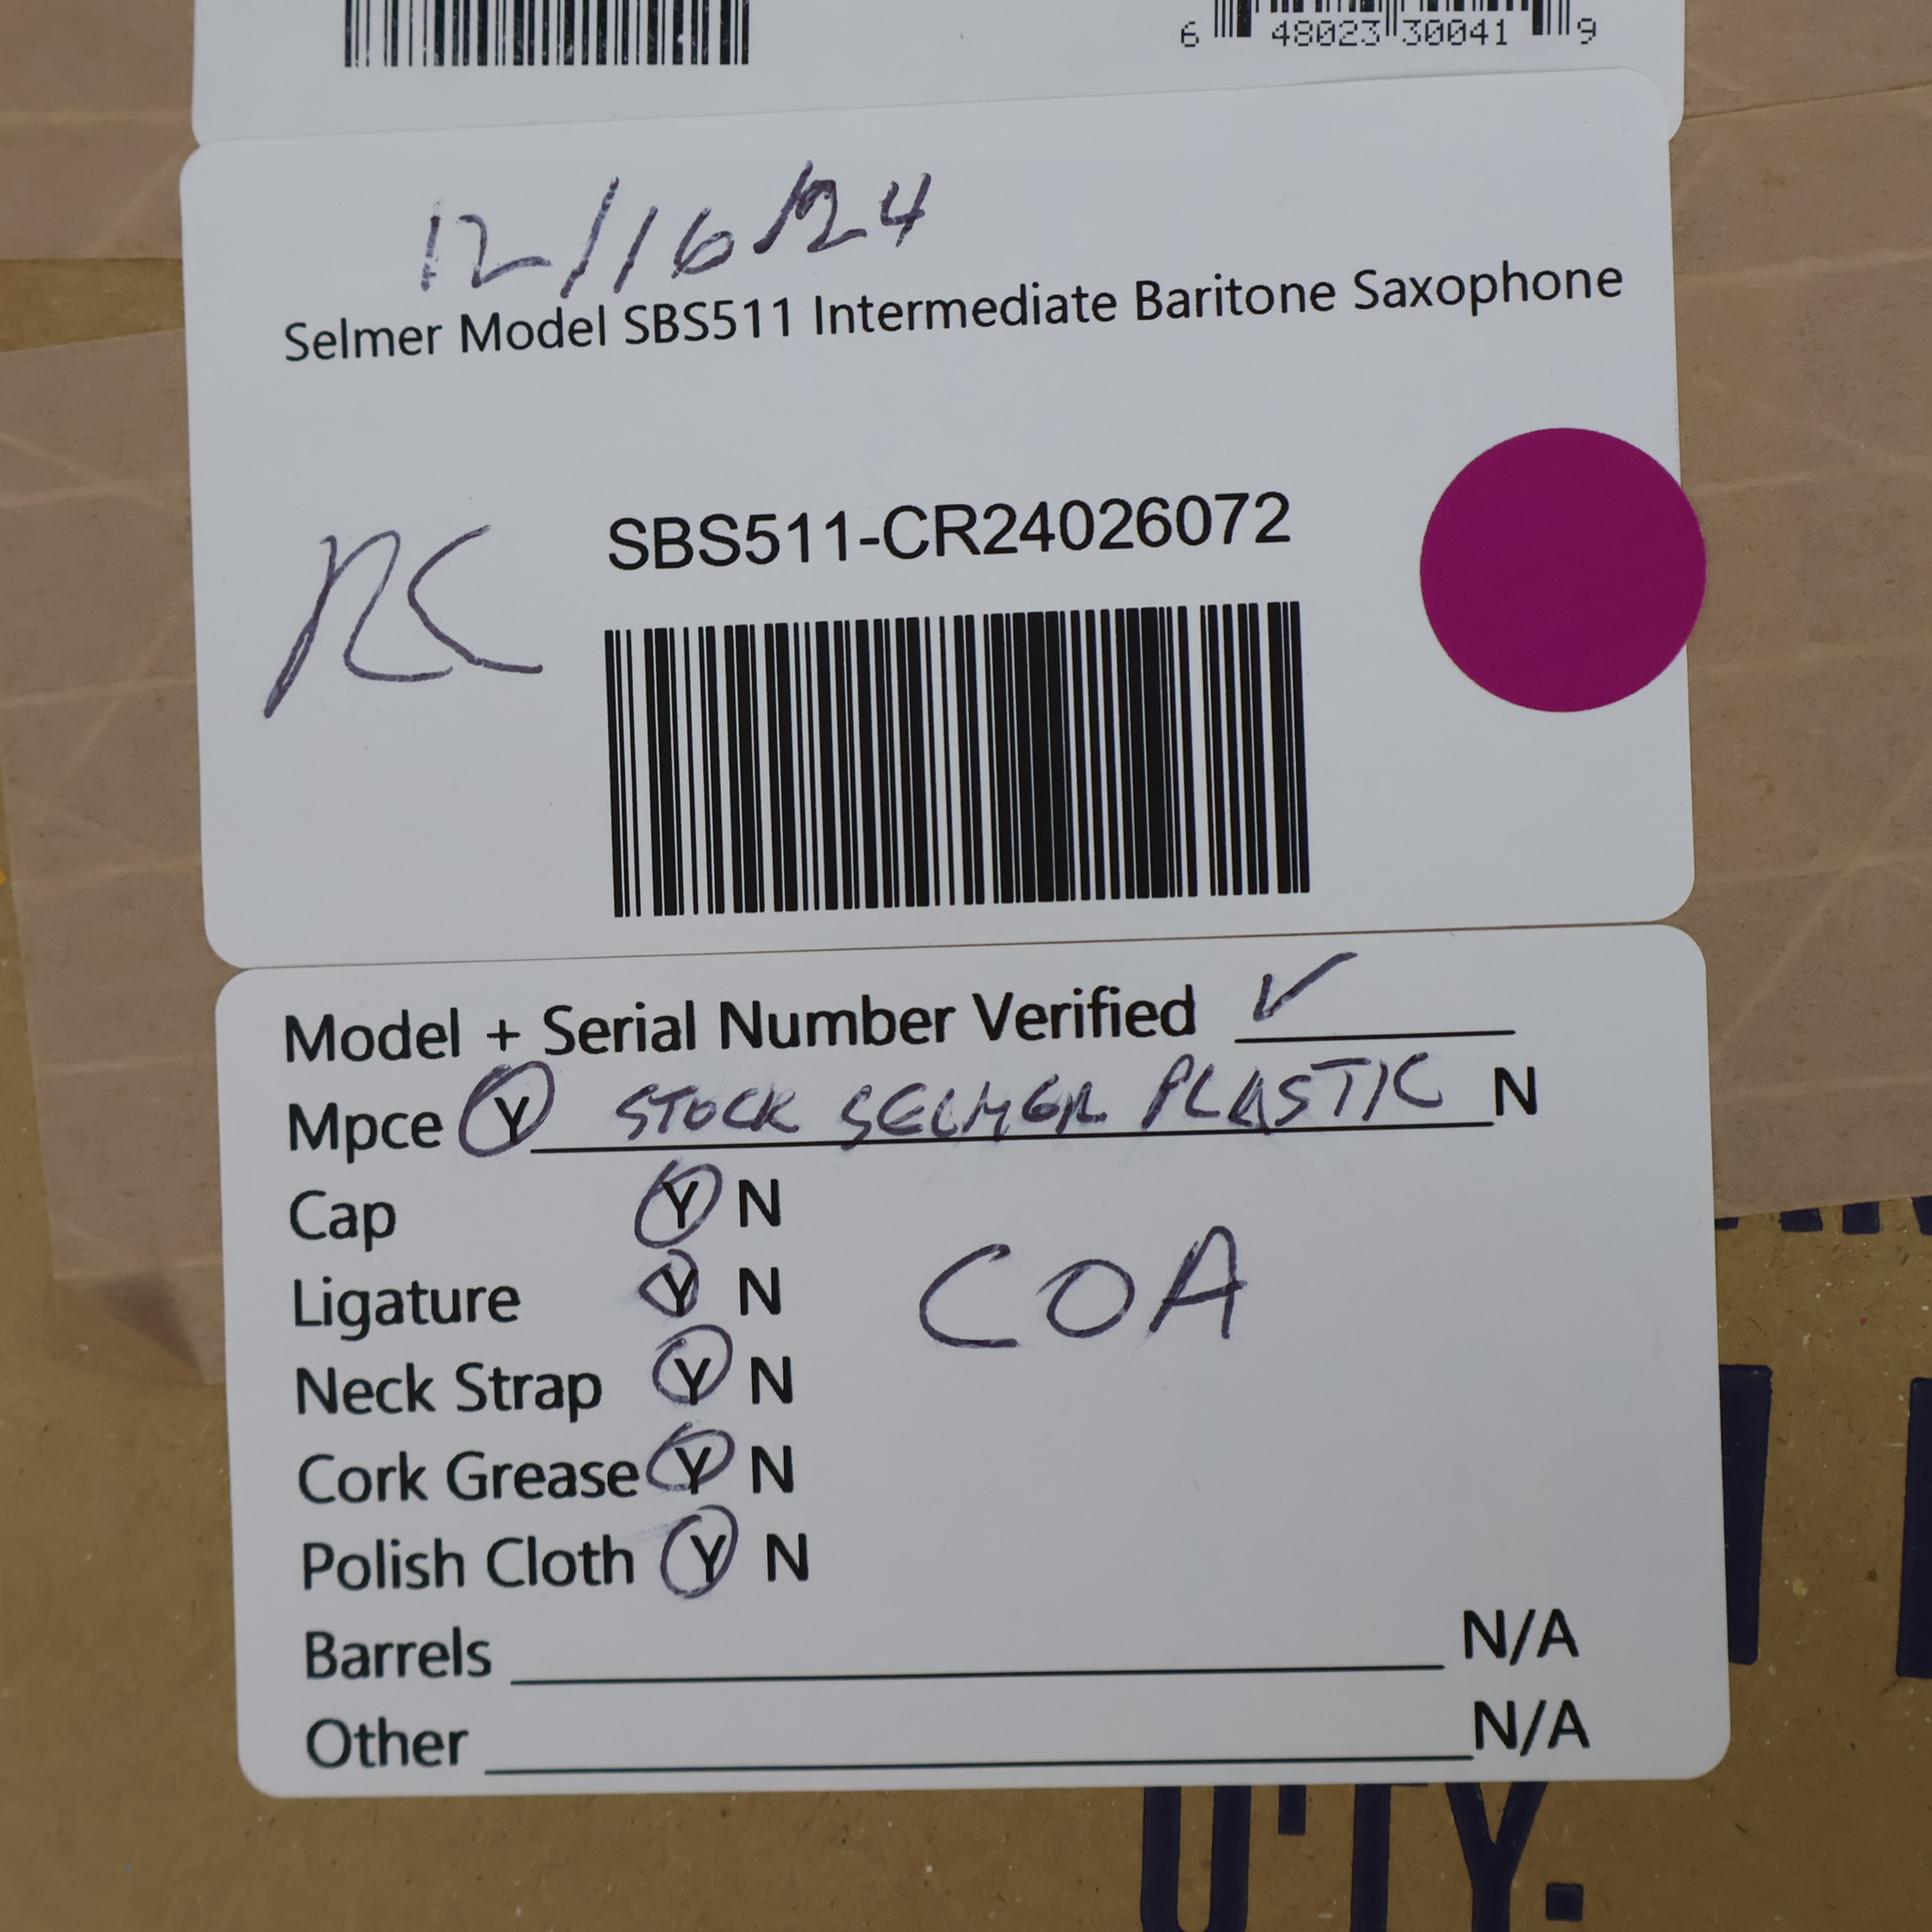 6 48023 30041 9
12/16/24
Selmer Model SBS511 Intermediate Baritone Saxophone
RC SBS511-CR24026072
Model + Serial Number Verified ✓
Mpce Y STOCK SELMER PLASTIC N
Cap Y N
Ligature Y N
COA
Neck Strap Y N
Cork Grease Y N
Polish Cloth Y N
Barrels N/A
Other N/A
Q'TY.